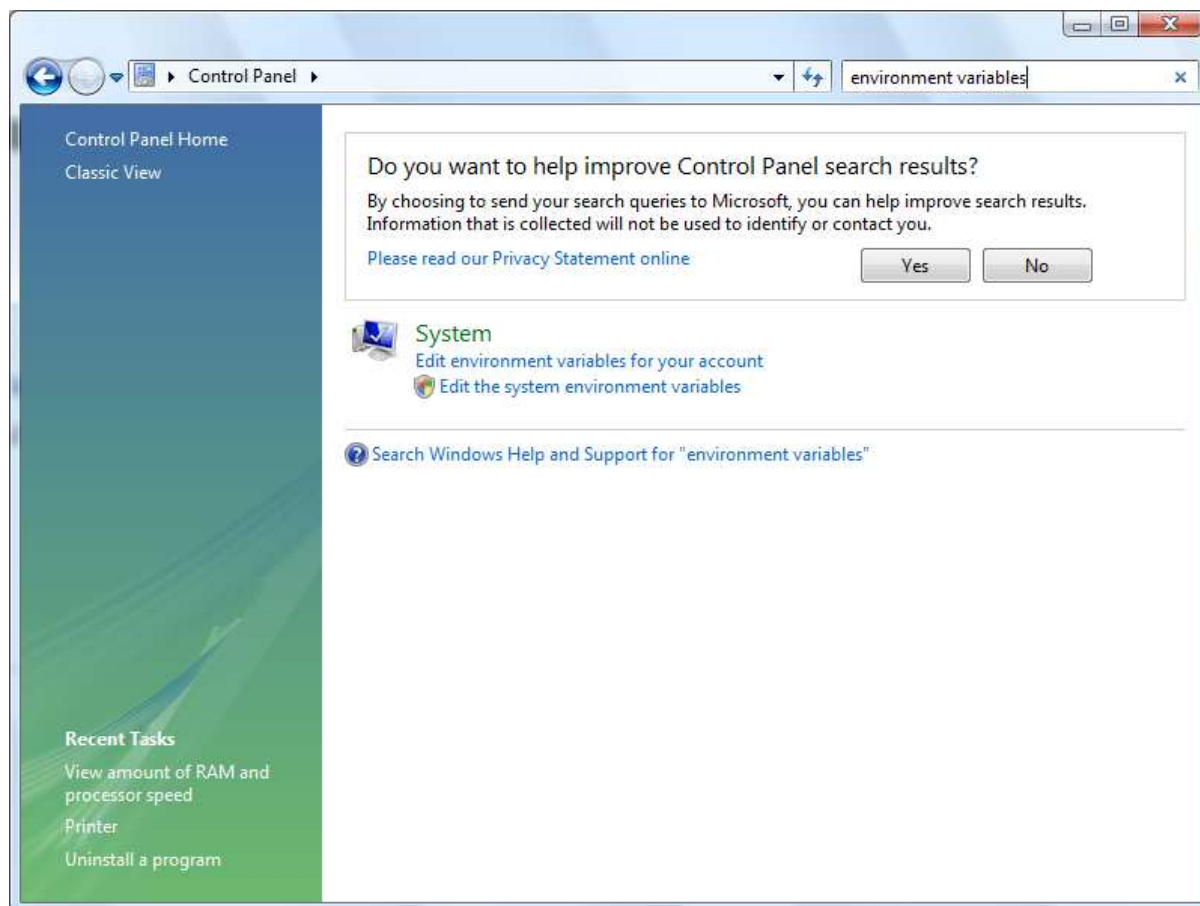 Control Panel
environment variables
Control Panel Home
Classic View
Do you want to help improve Control Panel search results?
By choosing to send your search queries to Microsoft, you can help improve search results.
Information that is collected will not be used to identify or contact you.
Please read our Privacy Statement online
Yes
No
System
Edit environment variables for your account
Edit the system environment variables
Search Windows Help and Support for "environment variables"
Recent Tasks
View amount of RAM and
processor speed
Printer
Uninstall a program